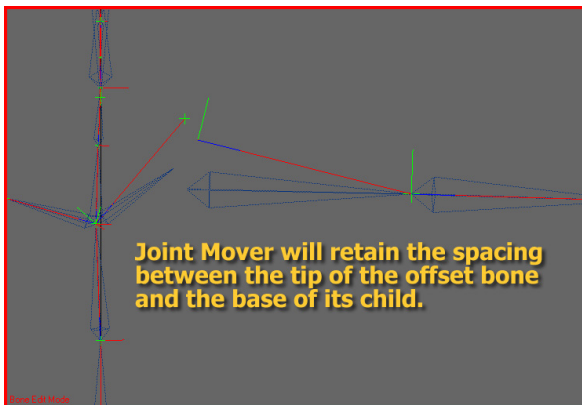 Joint Mover will retain the spacing
between the tip of the offset bone
and the base of its child.
Bone Edit Mode